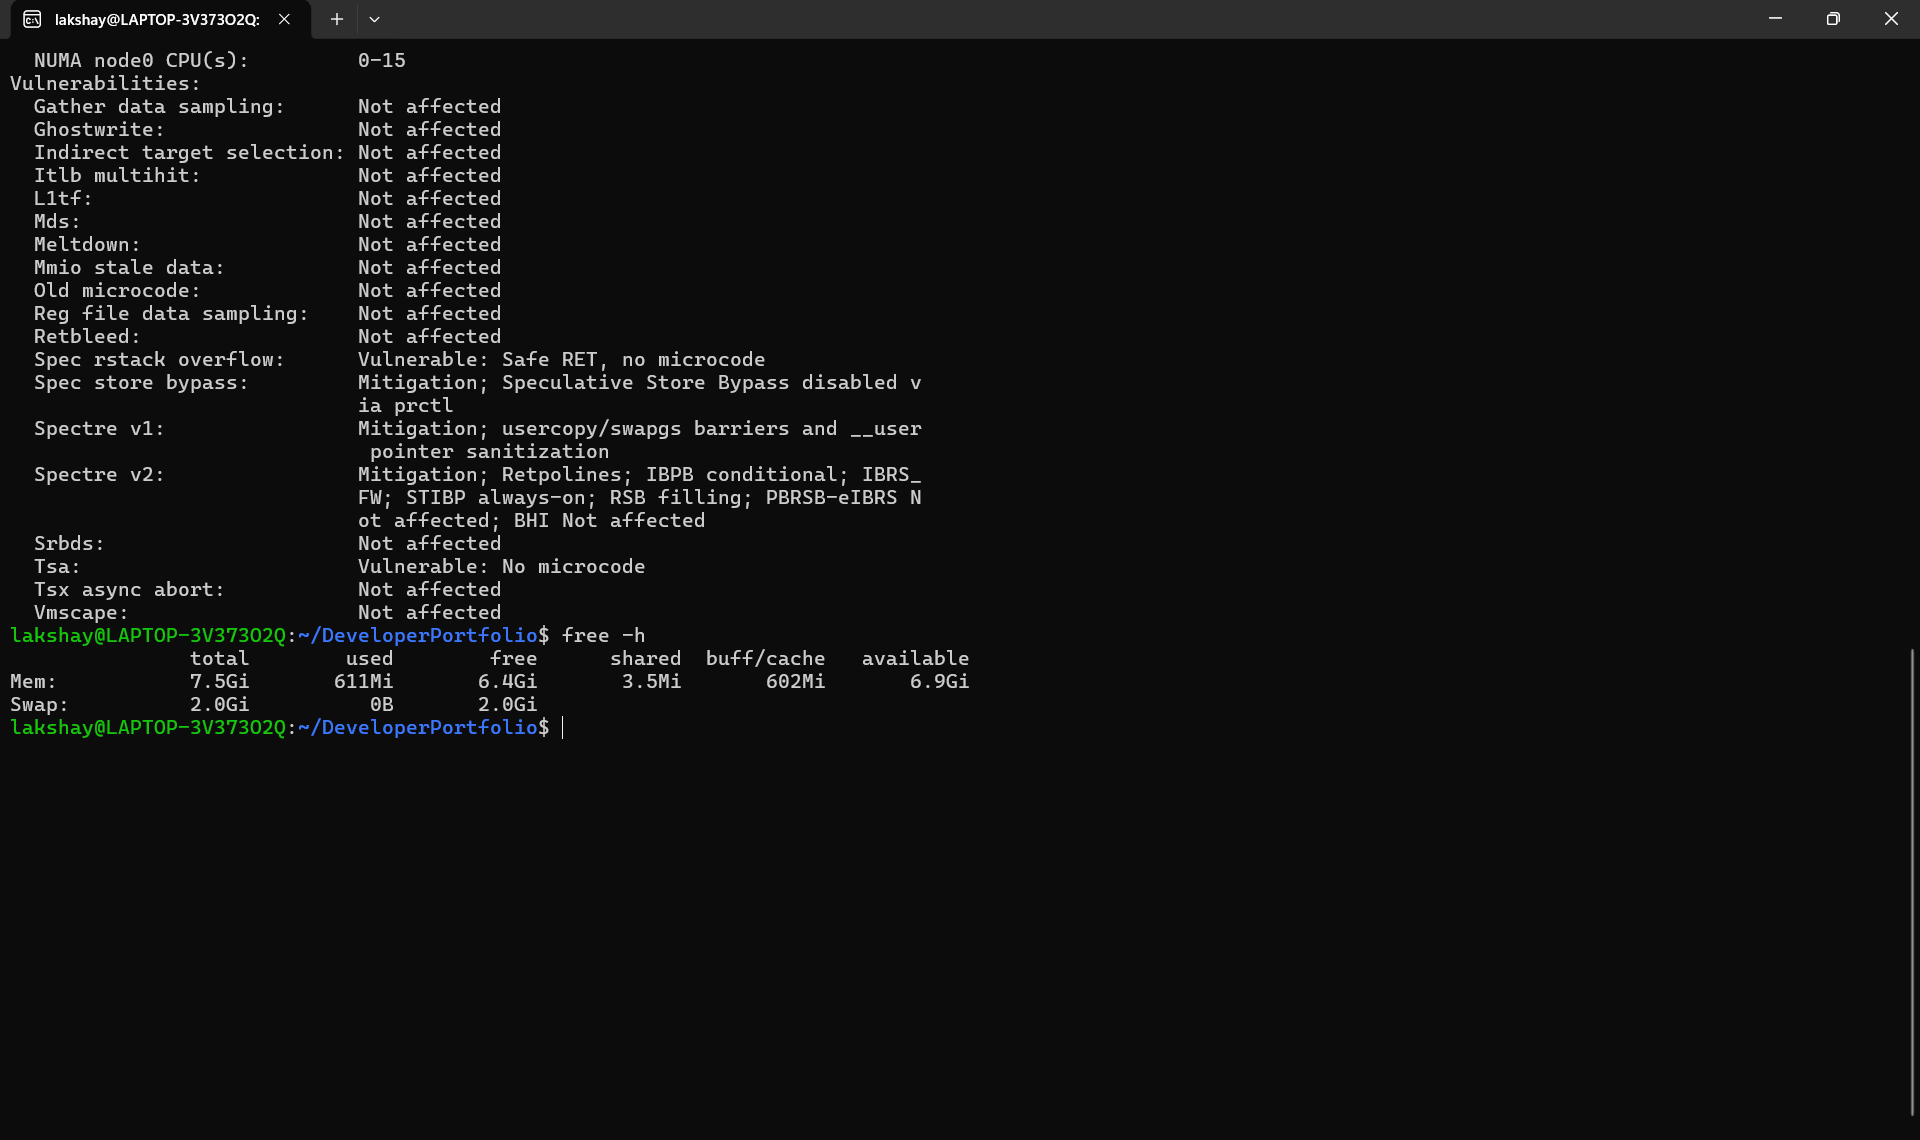 lakshay@LAPTOP-3V373O2Q:
  NUMA node0 CPU(s):         0-15
Vulnerabilities:
  Gather data sampling:      Not affected
  Ghostwrite:                Not affected
  Indirect target selection: Not affected
  Itlb multihit:             Not affected
  L1tf:                      Not affected
  Mds:                       Not affected
  Meltdown:                  Not affected
  Mmio stale data:           Not affected
  Old microcode:             Not affected
  Reg file data sampling:    Not affected
  Retbleed:                  Not affected
  Spec rstack overflow:      Vulnerable: Safe RET, no microcode
  Spec store bypass:         Mitigation; Speculative Store Bypass disabled v
                             ia prctl
  Spectre v1:                Mitigation; usercopy/swapgs barriers and __user
                              pointer sanitization
  Spectre v2:                Mitigation; Retpolines; IBPB conditional; IBRS_
                             FW; STIBP always-on; RSB filling; PBRSB-eIBRS N
                             ot affected; BHI Not affected
  Srbds:                     Not affected
  Tsa:                       Vulnerable: No microcode
  Tsx async abort:           Not affected
  Vmscape:                   Not affected
lakshay@LAPTOP-3V373O2Q:~/DeveloperPortfolio$ free -h
               total        used        free      shared  buff/cache   available
Mem:           7.5Gi       611Mi       6.4Gi       3.5Mi       602Mi       6.9Gi
Swap:          2.0Gi          0B       2.0Gi
lakshay@LAPTOP-3V373O2Q:~/DeveloperPortfolio$